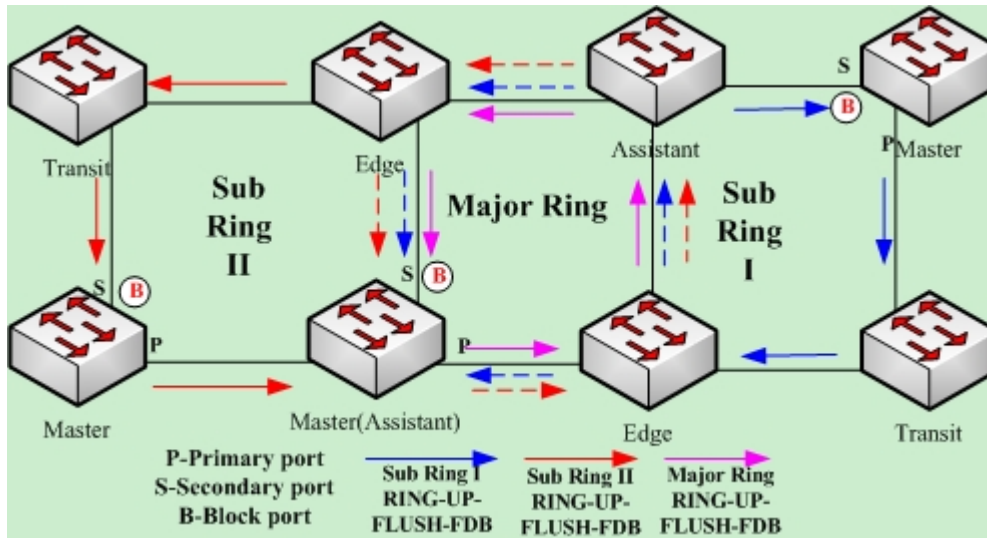 S
B
P
Transit
Edge
Assistant
Master
Sub
Ring
II
Major Ring
Sub
Ring
I
S
B
S
B
P
P
Master
Master(Assistant)
Edge
Transit
P-Primary port
S-Secondary port
B-Block port
Sub Ring I
RING-UP-
FLUSH-FDB
Sub Ring II
RING-UP-
FLUSH-FDB
Major Ring
RING-UP-
FLUSH-FDB